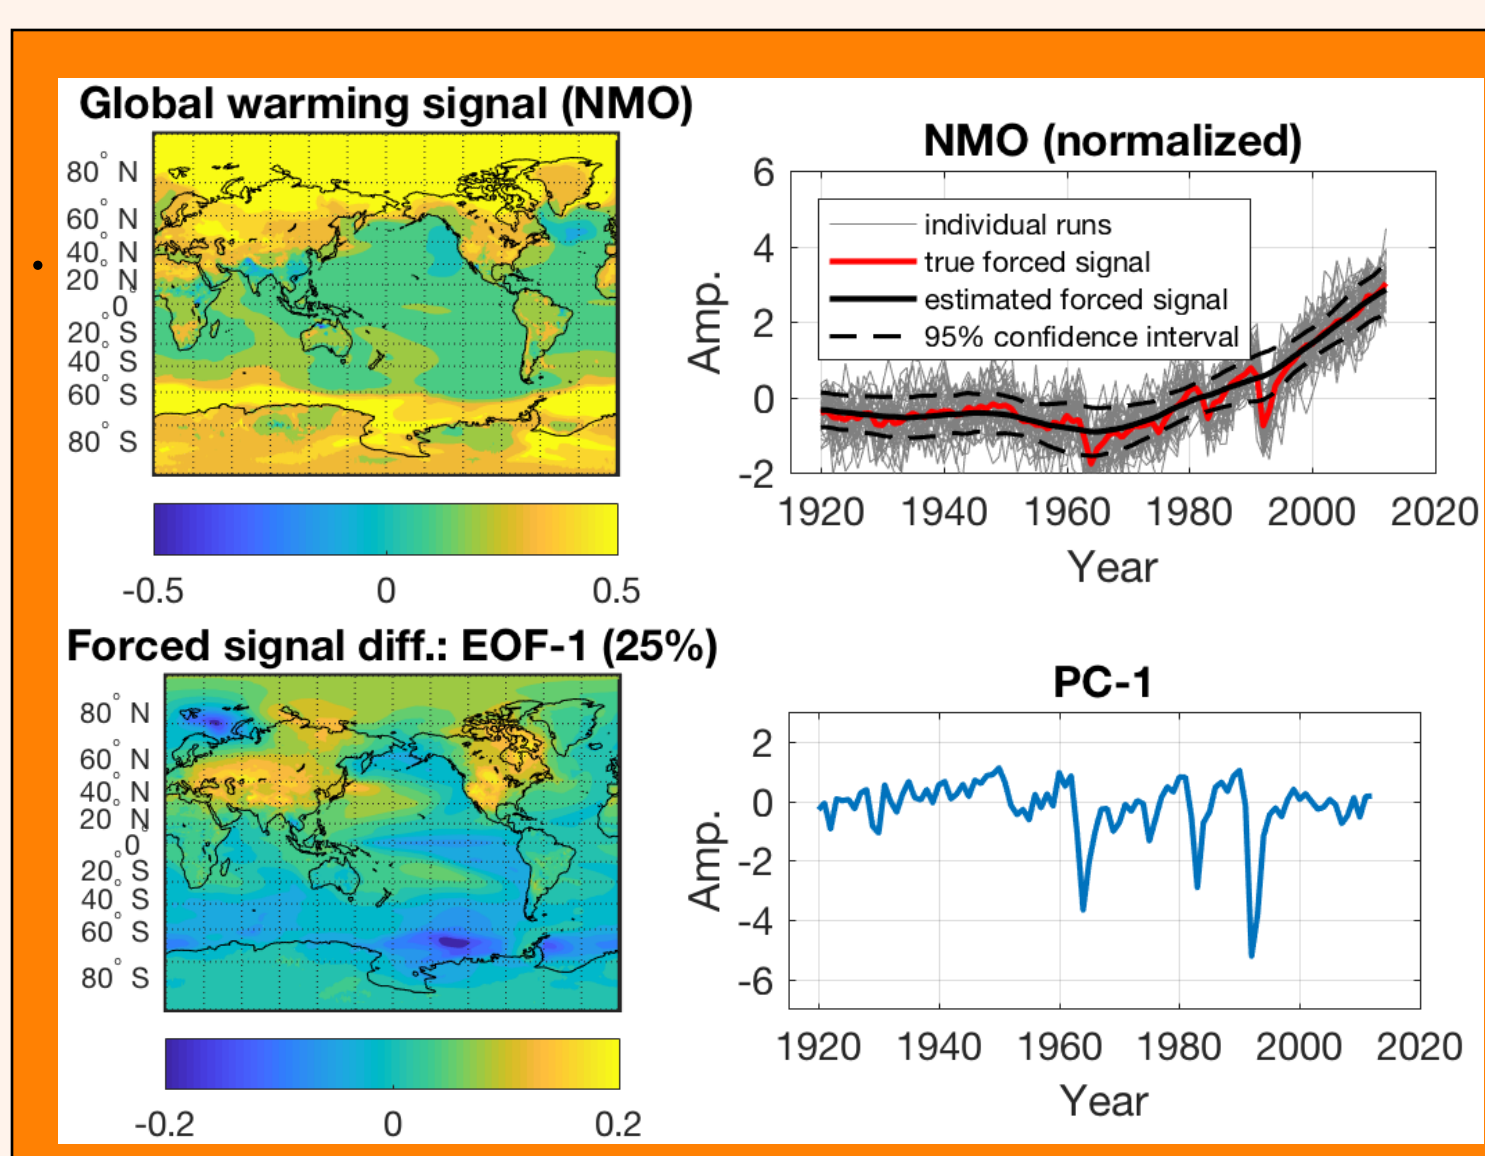 Global warming signal (NMO)
80° N
60° N
40° N
20° N
0°
20° S
40° S
60° S
80° S
-0.5 0 0.5
NMO (normalized)
6
4
2
0
-2
Amp.
individual runs
true forced signal
estimated forced signal
95% confidence interval
1920 1940 1960 1980 2000 2020
Year
Forced signal diff.: EOF-1 (25%)
80° N
60° N
40° N
20° N
0°
20° S
40° S
60° S
80° S
-0.2 0 0.2
PC-1
2
0
-2
-4
-6
Amp.
1920 1940 1960 1980 2000 2020
Year